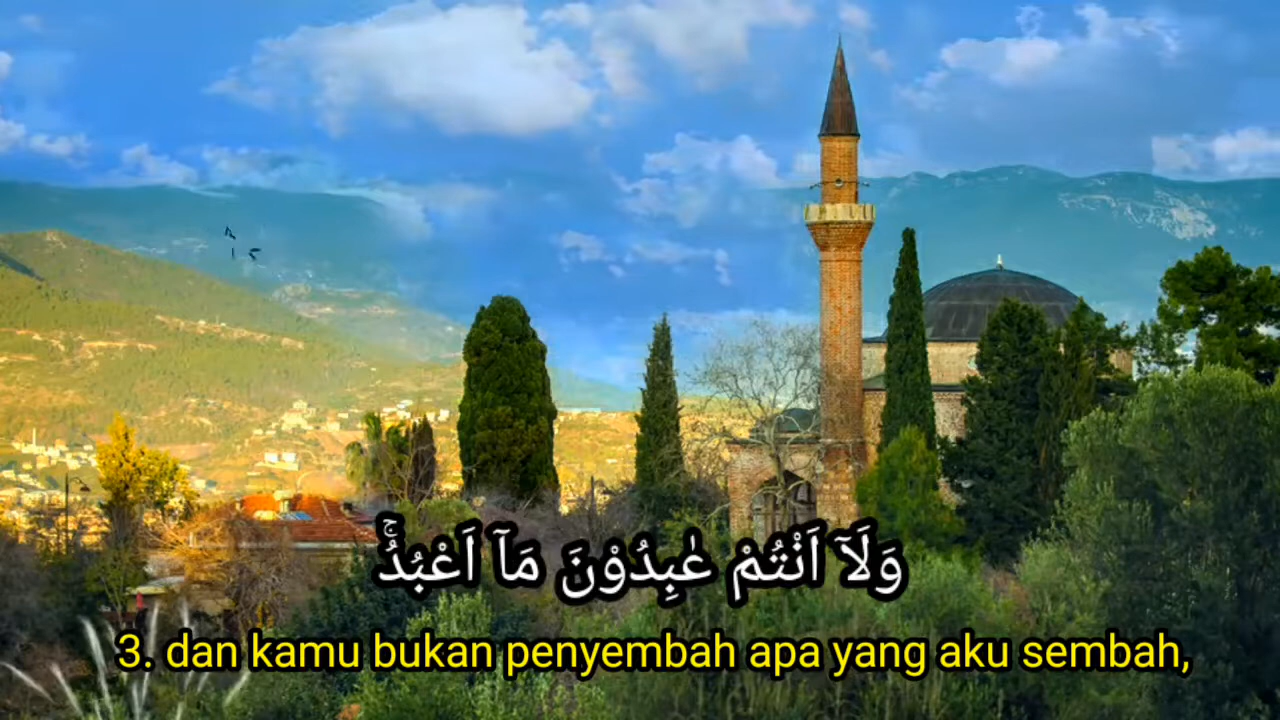 وَلَآ اَنْتُمْ عٰبِدُوْنَ مَآ اَعْبُدُۚ
3. dan kamu bukan penyembah apa yang aku sembah,